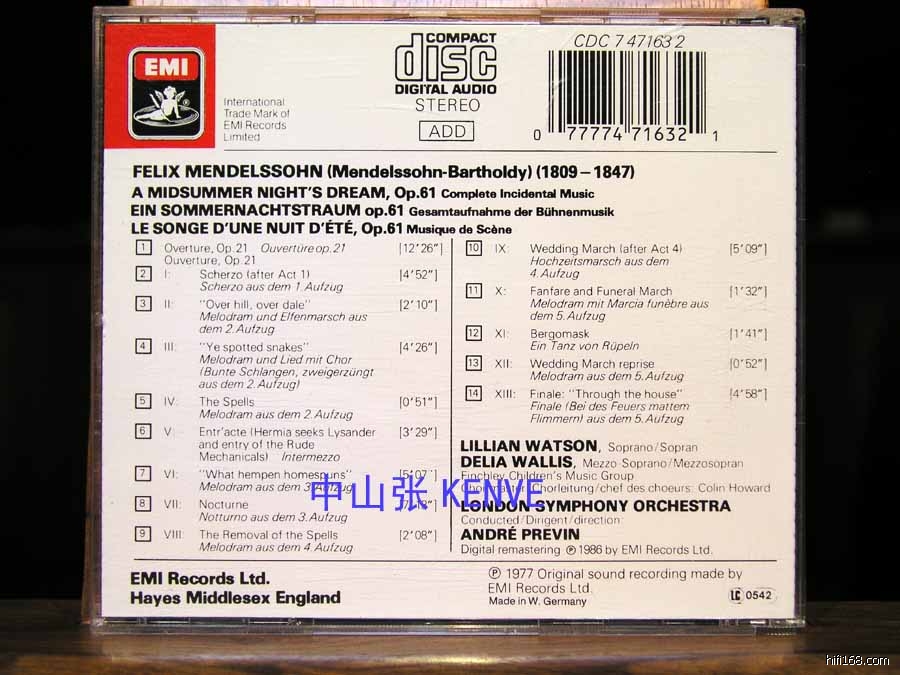 EMI
®
International
Trade Mark of
EMI Records
Limited
COMPACT
disc
DIGITAL AUDIO
STEREO
ADD
CDC 7 47163 2
0 77774 71632 1
FELIX MENDELSSOHN (Mendelssohn-Bartholdy) (1809 – 1847)
A MIDSUMMER NIGHT'S DREAM, Op.61 Complete Incidental Music
EIN SOMMERNACHTSTRAUM op.61 Gesamtaufnahme der Bühnenmusik
LE SONGE D'UNE NUIT D'ÉTÉ, Op.61 Musique de Scène
1 Overture, Op.21 Ouvertüre op.21 [12'26"]
Ouverture, Op.21
2 I: Scherzo (after Act 1) [4'52"]
Scherzo aus dem 1.Aufzug
3 II: "Over hill, over dale" [2'10"]
Melodram und Elfenmarsch aus
dem 2.Aufzug
4 III: "Ye spotted snakes" [4'26"]
Melodram und Lied mit Chor
(Bunte Schlangen, zweigerzüngt
aus dem 2.Aufzug)
5 IV: The Spells [0'51"]
Melodram aus dem 2.Aufzug
6 V: Entr'acte (Hermia seeks Lysander [3'29"]
and entry of the Rude
Mechanicals) Intermezzo
7 VI: "What hempen homespuns" [5'07"]
Melodram aus dem 3.Aufzug
8 VII: Nocturne
Notturno aus dem 3.Aufzug
9 VIII: The Removal of the Spells [2'08"]
Melodram aus dem 4.Aufzug
10 IX: Wedding March (after Act 4) [5'09"]
Hochzeitsmarsch aus dem
4.Aufzug
11 X: Fanfare and Funeral March [1'32"]
Melodram mit Marcia funèbre aus
dem 5.Aufzug
12 XI: Bergomask [1'41"]
Ein Tanz von Rüpeln
13 XII: Wedding March reprise [0'52"]
Melodram aus dem 5.Aufzug
14 XIII: Finale: "Through the house" [4'58"]
Finale (Bei des Feuers mattem
Flimmern) aus dem 5.Aufzug
LILLIAN WATSON, Soprano/Sopran
DELIA WALLIS, Mezzo-Soprano/Mezzosopran
Finchley Children's Music Group
Chorleitung/chef des choeurs: Colin Howard
LONDON SYMPHONY ORCHESTRA
Conducted/Dirigent/direction:
ANDRÉ PREVIN
Digital remastering ℗ 1986 by EMI Records Ltd.
中山张 KENVE
EMI Records Ltd.
Hayes Middlesex England
℗ 1977 Original sound recording made by
EMI Records Ltd.
Made in W. Germany
LC 0542
hifi168.com